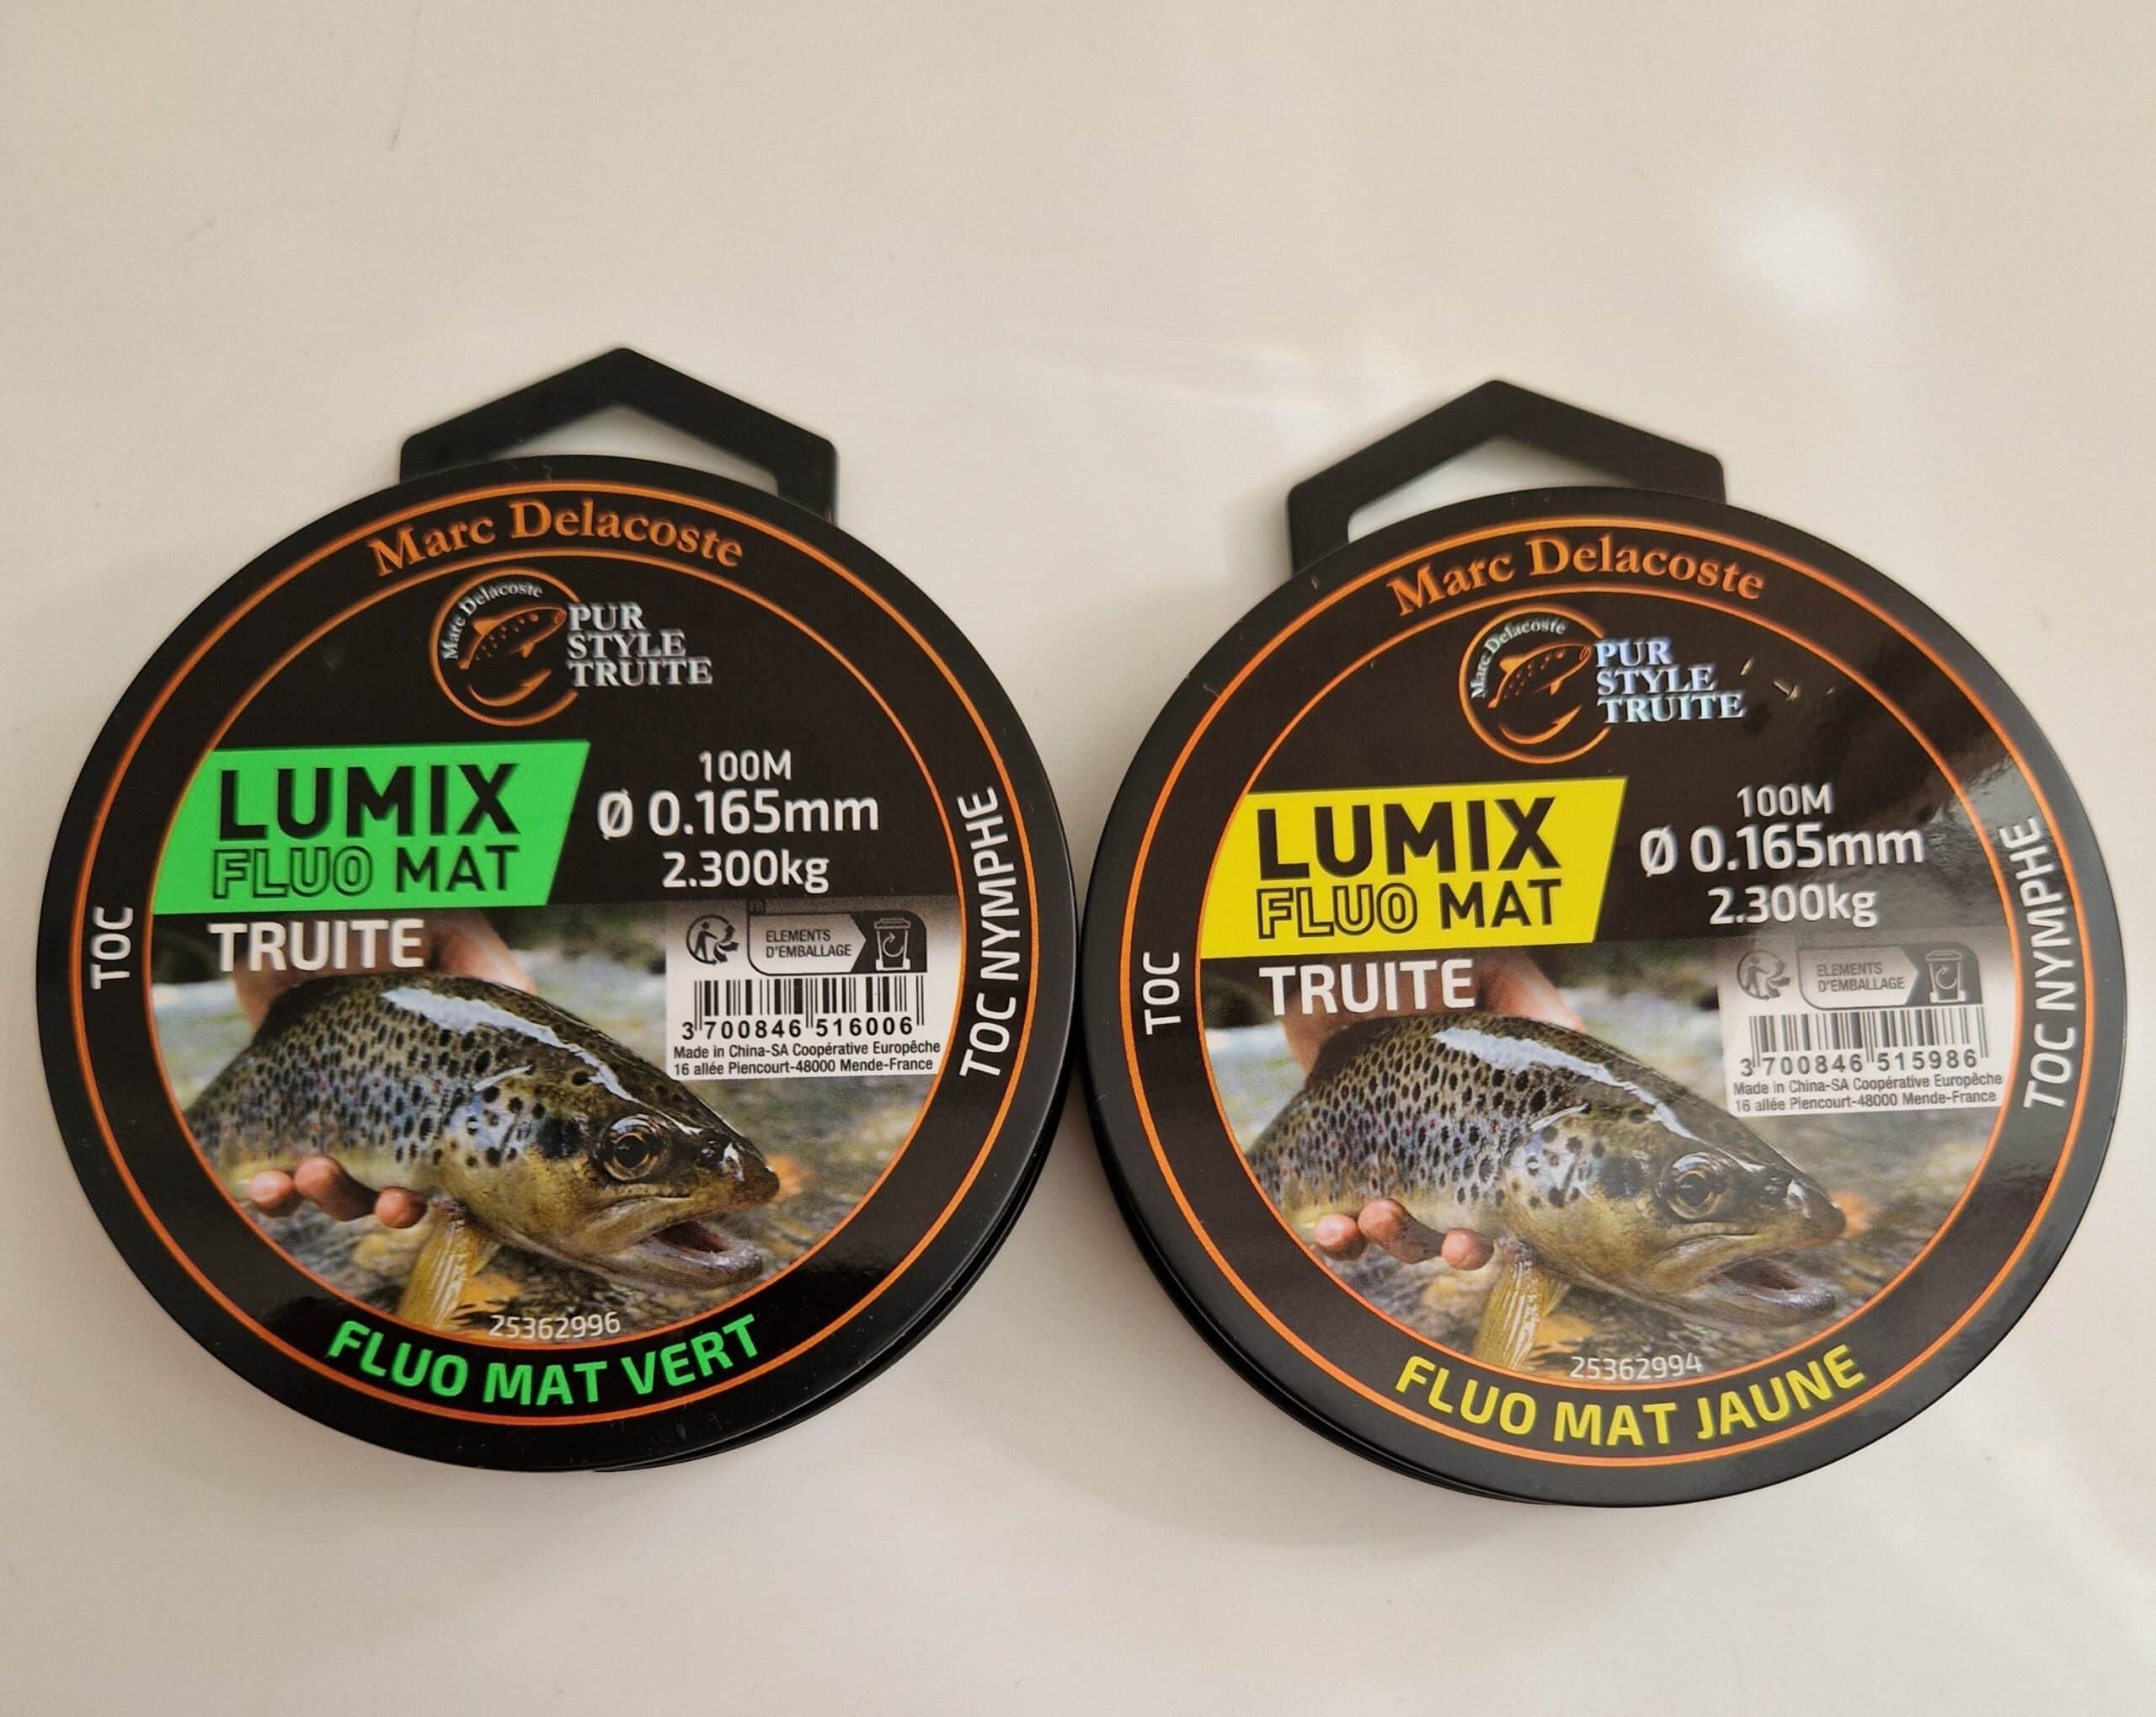 Marc Delacoste
Marc Delacoste
PUR
STYLE
TRUITE
LUMIX
FLUO MAT
TRUITE
100M
Ø 0.165mm
2.300kg
FR
ELEMENTS
D'EMBALLAGE
3 700846 516006
Made in China-SA Coopérative Europêche
16 allée Piencourt-48000 Mende-France
TOC
TOC NYMPHE
25362996
FLUO MAT VERT
Marc Delacoste
Marc Delacoste
PUR
STYLE
TRUITE
LUMIX
FLUO MAT
TRUITE
100M
Ø 0.165mm
2.300kg
ELEMENTS
D'EMBALLAGE
3 700846 515986
Made in China-SA Coopérative Europêche
16 allée Piencourt-48000 Mende-France
TOC
TOC NYMPHE
25362994
FLUO MAT JAUNE